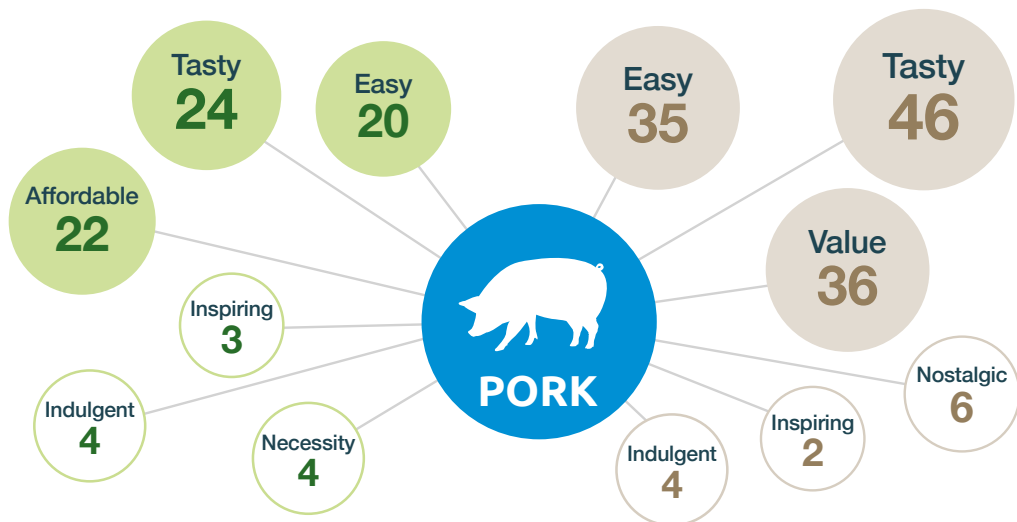 Tasty
24
Easy
20
Easy
35
Tasty
46
Affordable
22
Value
36
Inspiring
3
PORK
Indulgent
4
Necessity
4
Indulgent
4
Inspiring
2
Nostalgic
6